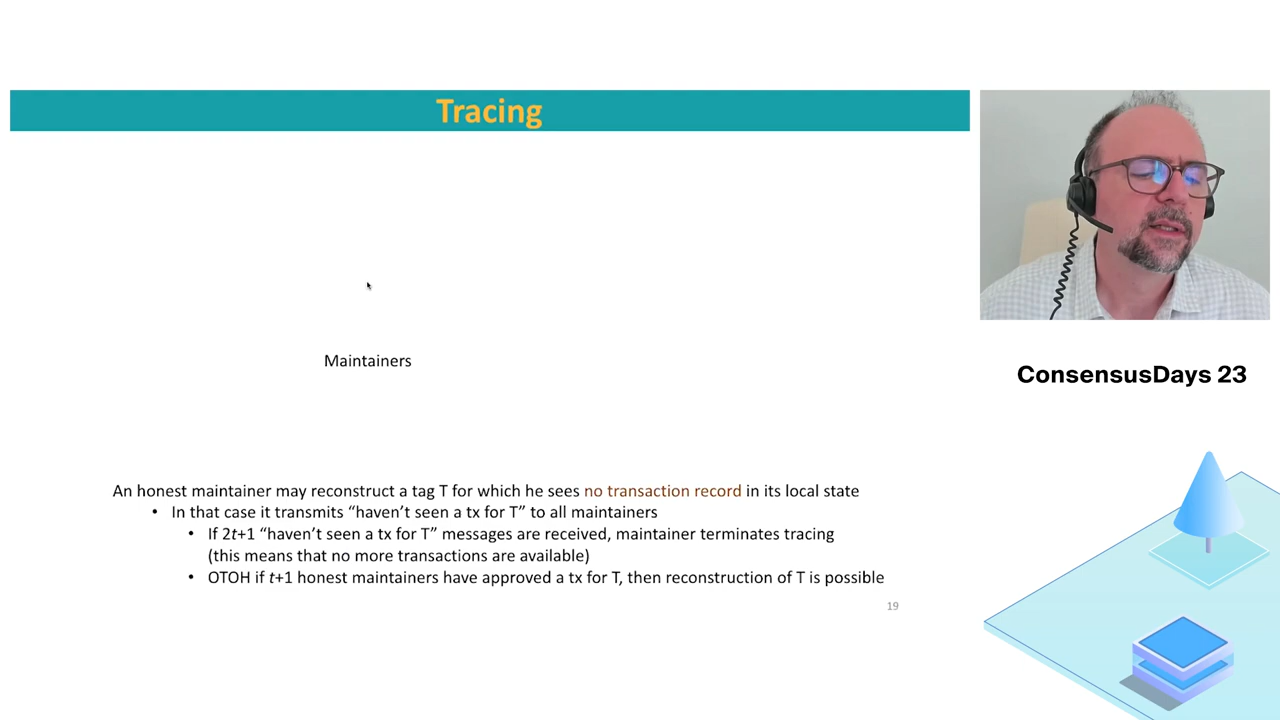 Tracing
Maintainers
ConsensusDays 23
An honest maintainer may reconstruct a tag T for which he sees no transaction record in its local state
• In that case it transmits “haven’t seen a tx for T” to all maintainers
• If 2t+1 “haven’t seen a tx for T” messages are received, maintainer terminates tracing
(this means that no more transactions are available)
• OTOH if t+1 honest maintainers have approved a tx for T, then reconstruction of T is possible
19